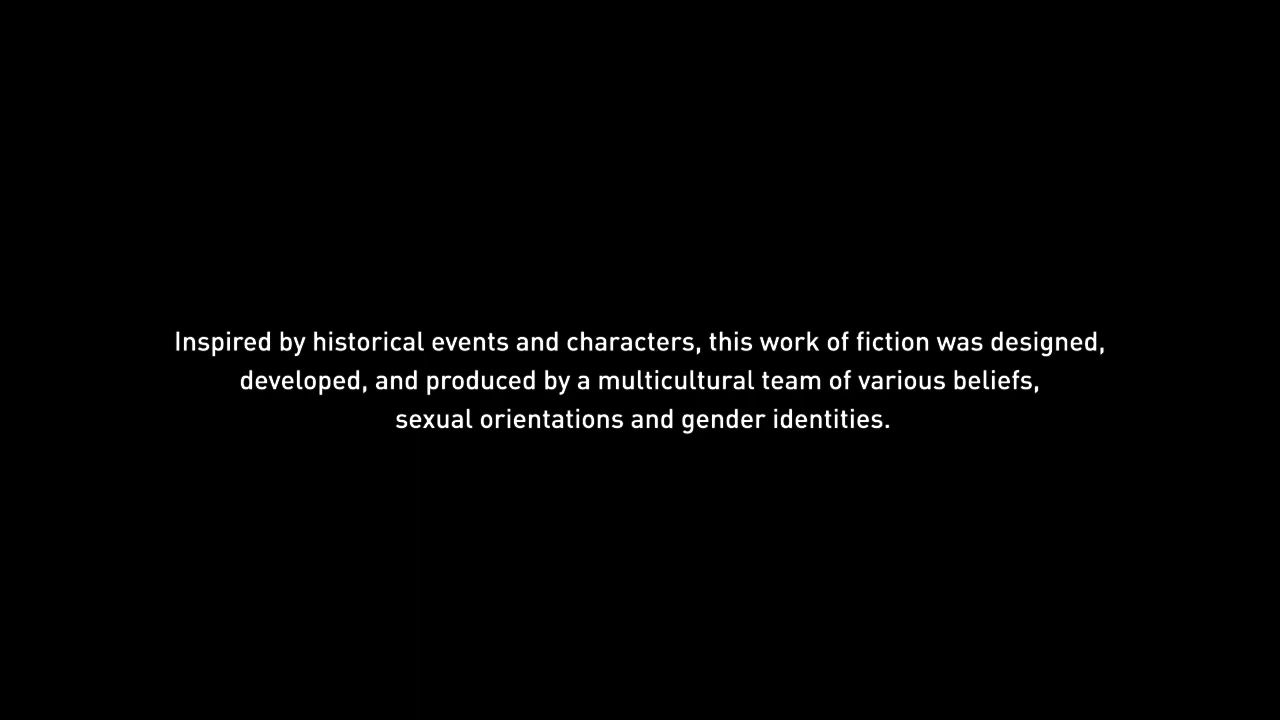 Inspired by historical events and characters, this work of fiction was designed,
developed, and produced by a multicultural team of various beliefs,
sexual orientations and gender identities.